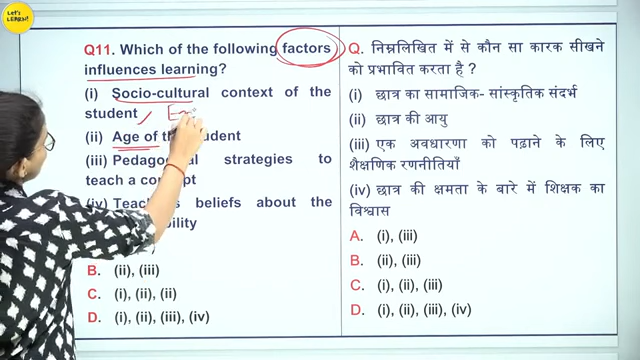 LET'S
LEARN!
Q11. Which of the following factors
influences learning?
(i) Socio-cultural context of the
student
(ii) Age of the student
(iii) Pedagogical strategies to
teach a concept
(iv) beliefs about the
B. (ii), (iii)
C. (i), (ii), (ii)
D. (i), (ii), (iii), (iv)
Q. निम्नलिखित में से कौन सा कारक सीखने
को प्रभावित करता है ?
(i) छात्र का सामाजिक- सांस्कृतिक संदर्भ
(ii) छात्र की आयु
(iii) एक अवधारणा को पढ़ाने के लिए
शैक्षणिक रणनीतियाँ
(iv) छात्र की क्षमता के बारे में शिक्षक का
विश्वास
A. (i), (iii)
B. (ii), (iii)
C. (i), (ii), (iii)
D. (i), (ii), (iii), (iv)